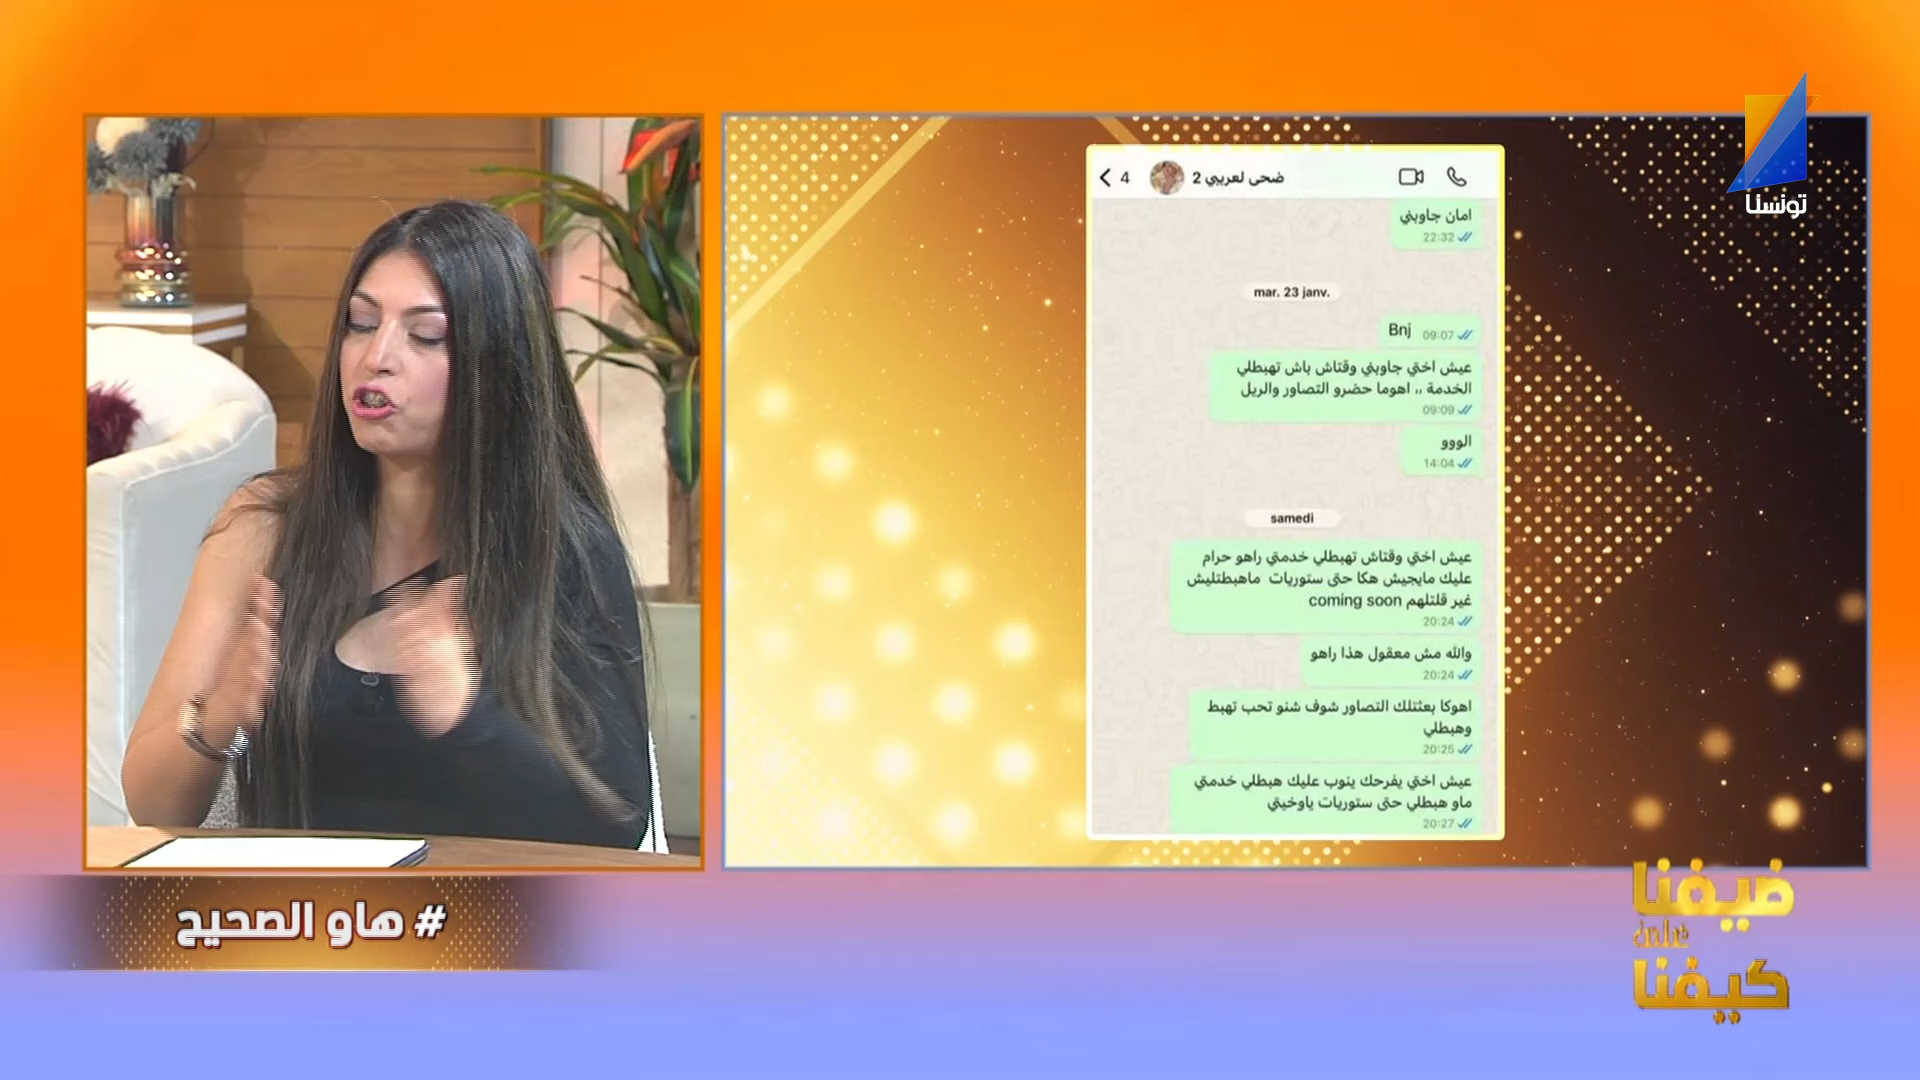 تونسنا
4
ضحى لعريبي 2
امان جاوبني
22:32
mar. 23 janv.
Bnj 09:07
عيش اختي جاوبني وقتاش باش تهبطلي
الخدمة ،، اهوما حضرو التصاور والريل
09:09
الووو
14:04
samedi
عيش اختي وقتاش تهبطلي خدمتي راهو حرام
عليك مايجيش هكا حتى ستوريات ماهبطتليش
غير قلتلهم coming soon
20:24
والله مش معقول هذا راهو
20:24
اهوكا بعثتلك التصاور شوف شنو تحب تهبط
وهبطلي
20:25
عيش اختي يفرحك ينوب عليك هبطلي خدمتي
ماو هبطلي حتى ستوريات ياوخيتي
20:27
# هاو الصحيح
ضيفنا
على
كيفنا